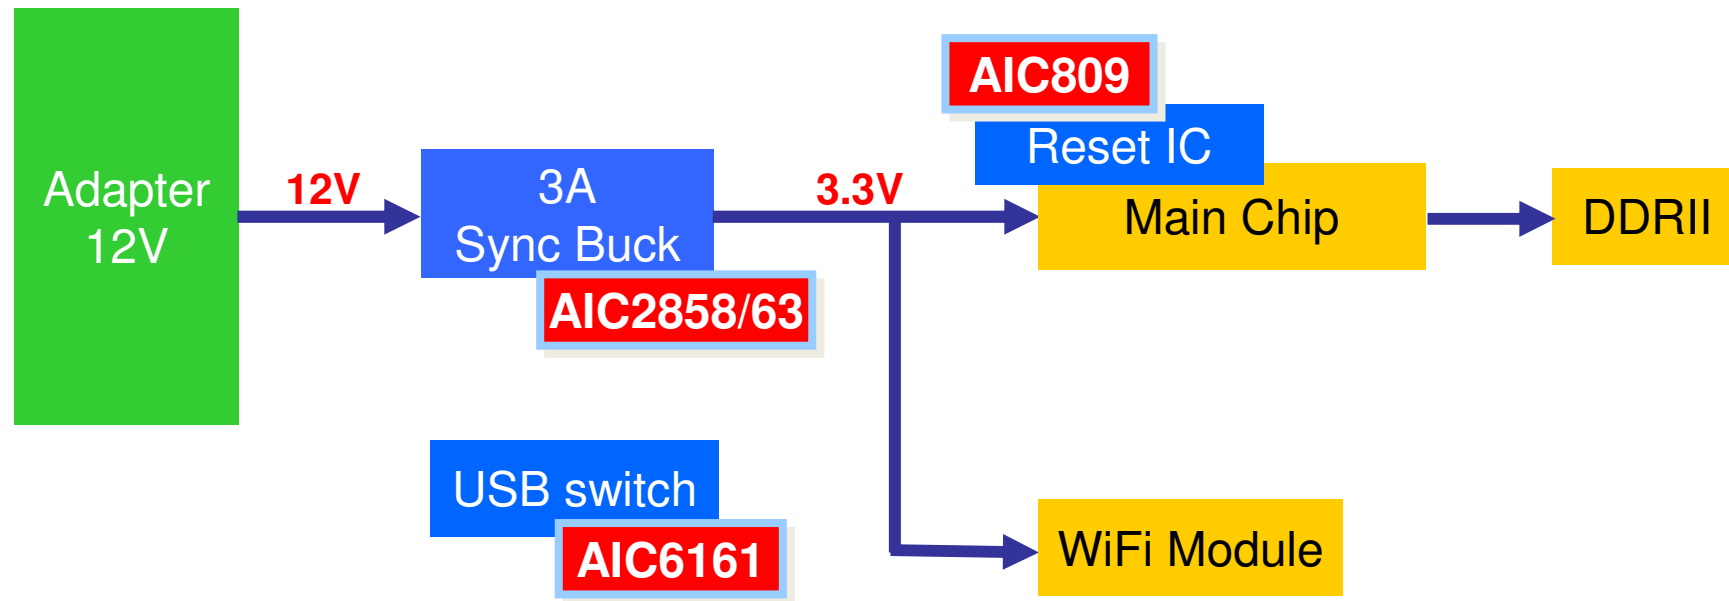 Adapter
12V
12V
3A
Sync Buck
AIC2858/63
3.3V
AIC809
Reset IC
Main Chip
DDRII
USB switch
AIC6161
WiFi Module